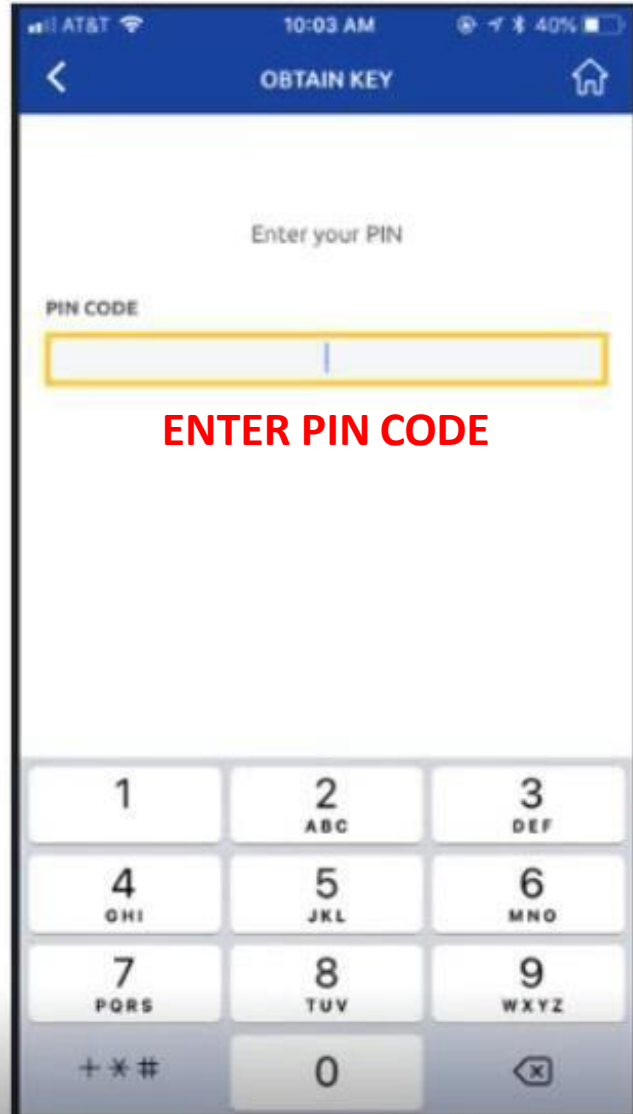 AT&T 10:03 AM 40%
OBTAIN KEY
Enter your PIN
PIN CODE
ENTER PIN CODE
1 2 3
ABC DEF
4 5 6
GHI JKL MNO
7 8 9
PQRS TUV WXYZ
+*# 0